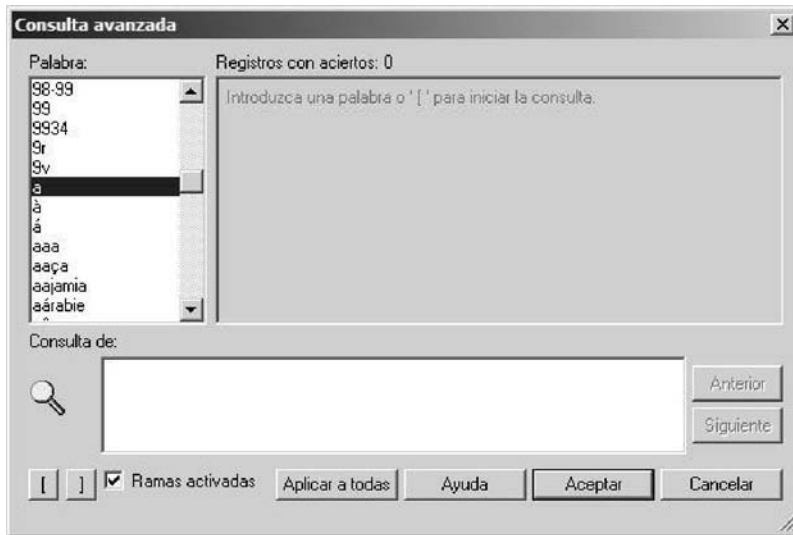 Consulta avanzada
Palabra:
98-99
99
9934
9r
9v
a
à
á
aaa
aaça
aajamia
aárabie
Registros con aciertos: 0
Introduzca una palabra o ' [ ' para iniciar la consulta.
Consulta de:
Anterior
Siguiente
[ ] Ramas activadas Aplicar a todas Ayuda Aceptar Cancelar